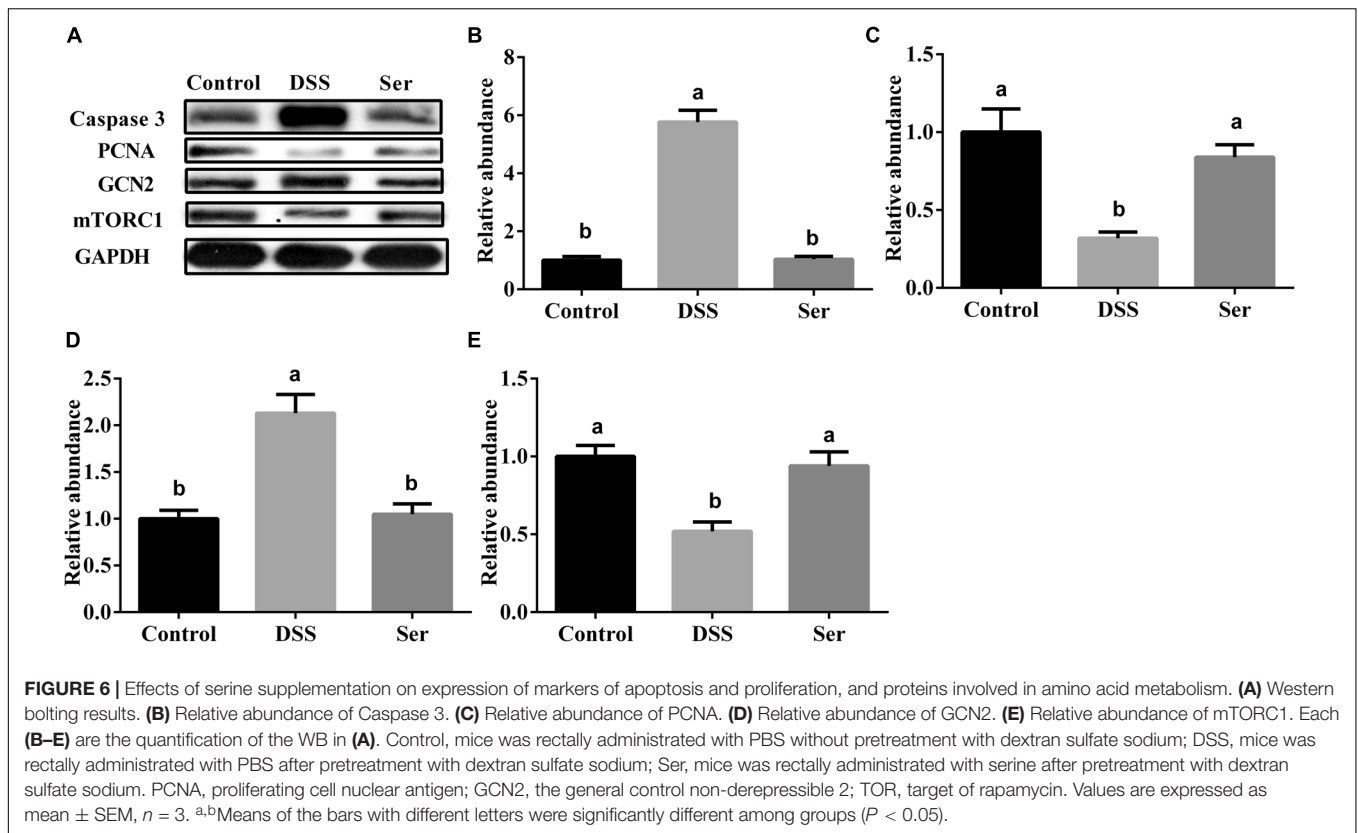 A
Control DSS Ser
Caspase 3
PCNA
GCN2
mTORC1
GAPDH
B
Relative abundance
8
6
4
2
0
b
a
b
Control DSS Ser
C
Relative abundance
1.5
1.0
0.5
0.0
a
b
a
Control DSS Ser
D
Relative abundance
2.5
2.0
1.5
1.0
0.5
0.0
b
a
b
Control DSS Ser
E
Relative abundance
1.5
1.0
0.5
0.0
a
b
a
Control DSS Ser
FIGURE 6 | Effects of serine supplementation on expression of markers of apoptosis and proliferation, and proteins involved in amino acid metabolism. (A) Western
bolting results. (B) Relative abundance of Caspase 3. (C) Relative abundance of PCNA. (D) Relative abundance of GCN2. (E) Relative abundance of mTORC1. Each
(B–E) are the quantification of the WB in (A). Control, mice was rectally administrated with PBS without pretreatment with dextran sulfate sodium; DSS, mice was
rectally administrated with PBS after pretreatment with dextran sulfate sodium; Ser, mice was rectally administrated with serine after pretreatment with dextran
sulfate sodium. PCNA, proliferating cell nuclear antigen; GCN2, the general control non-derepressible 2; TOR, target of rapamycin. Values are expressed as
mean ± SEM, n = 3. a,bMeans of the bars with different letters were significantly different among groups (P < 0.05).